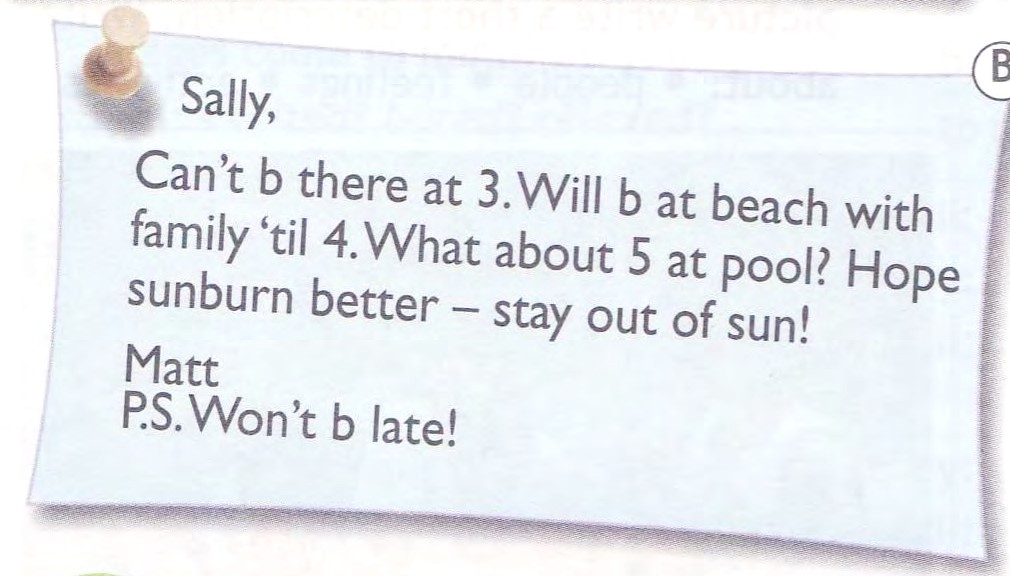 B
Sally,
Can't b there at 3. Will b at beach with
family 'til 4. What about 5 at pool? Hope
sunburn better – stay out of sun!
Matt
P.S. Won't b late!